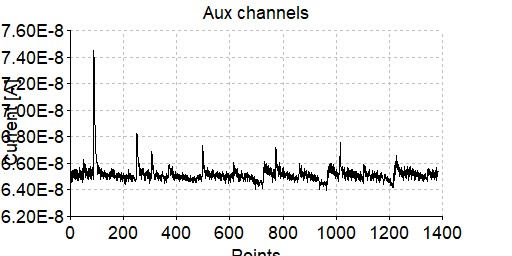 Aux channels
7.60E-8
7.40E-8
7.20E-8
7.00E-8
6.80E-8
6.60E-8
6.40E-8
6.20E-8
Current [A]
0
200
400
600
800
1000
1200
1400
Points